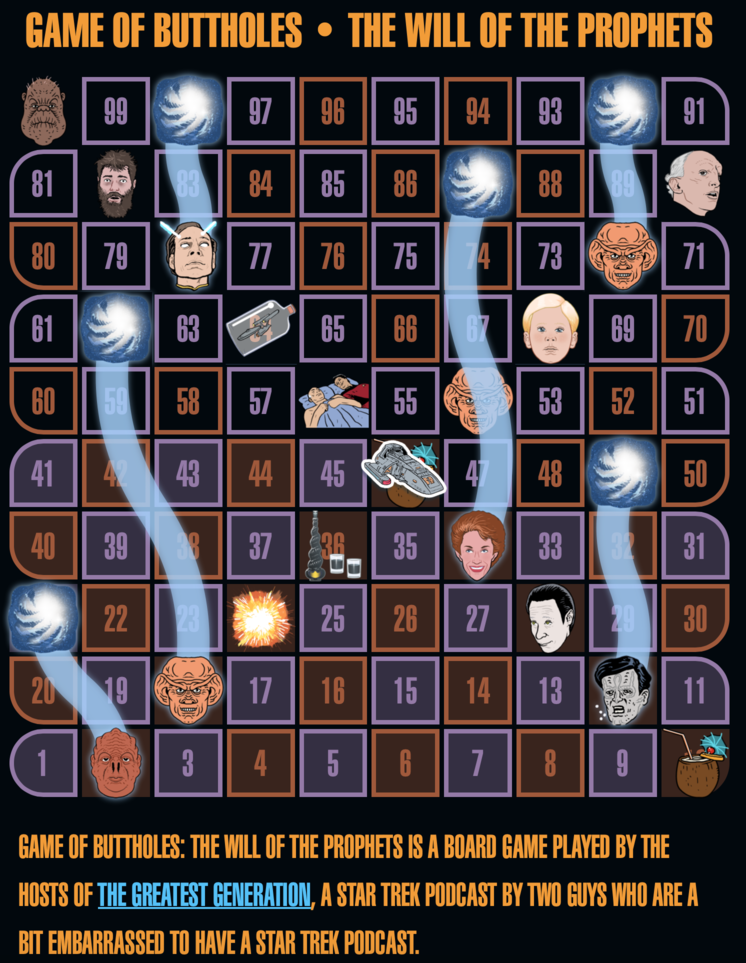 GAME OF BUTTHOLES • THE WILL OF THE PROPHETS
99 97 96 95 94 93 91
81 83 84 85 86 88 89
80 79 77 76 75 74 73 71
61 63 65 66 67 69 70
60 59 58 57 55 53 52 51
41 42 43 44 45 47 48 50
40 39 38 37 36 35 33 32 31
22 23 25 26 27 29 30
20 19 17 16 15 14 13 11
1 3 4 5 6 7 8 9
GAME OF BUTTHOLES: THE WILL OF THE PROPHETS IS A BOARD GAME PLAYED BY THE
HOSTS OF THE GREATEST GENERATION, A STAR TREK PODCAST BY TWO GUYS WHO ARE A
BIT EMBARRASSED TO HAVE A STAR TREK PODCAST.